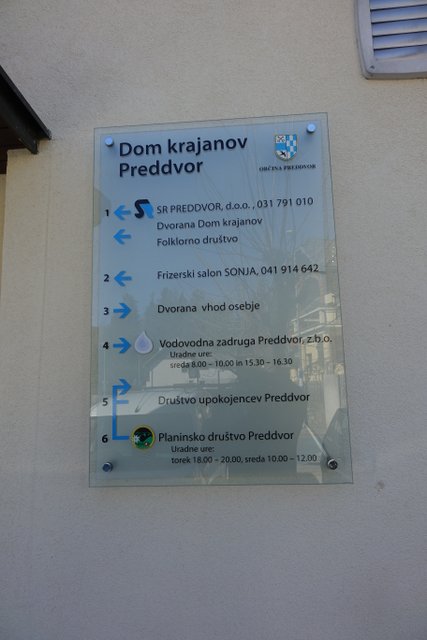 Dom krajanov
Preddvor
OBČINA PREDDVOR
1 SR PREDDVOR, d.o.o. , 031 791 010
Dvorana Dom krajanov
Folklorno društvo
2 Frizerski salon SONJA, 041 914 642
3 Dvorana vhod osebje
4 Vodovodna zadruga Preddvor, z.b.o.
Uradne ure:
sreda 8.00 – 10.00 in 15.30 – 16.30
5 Društvo upokojencev Preddvor
6 Planinsko društvo Preddvor
Uradne ure:
torek 18.00 – 20.00, sreda 10.00 – 12.00